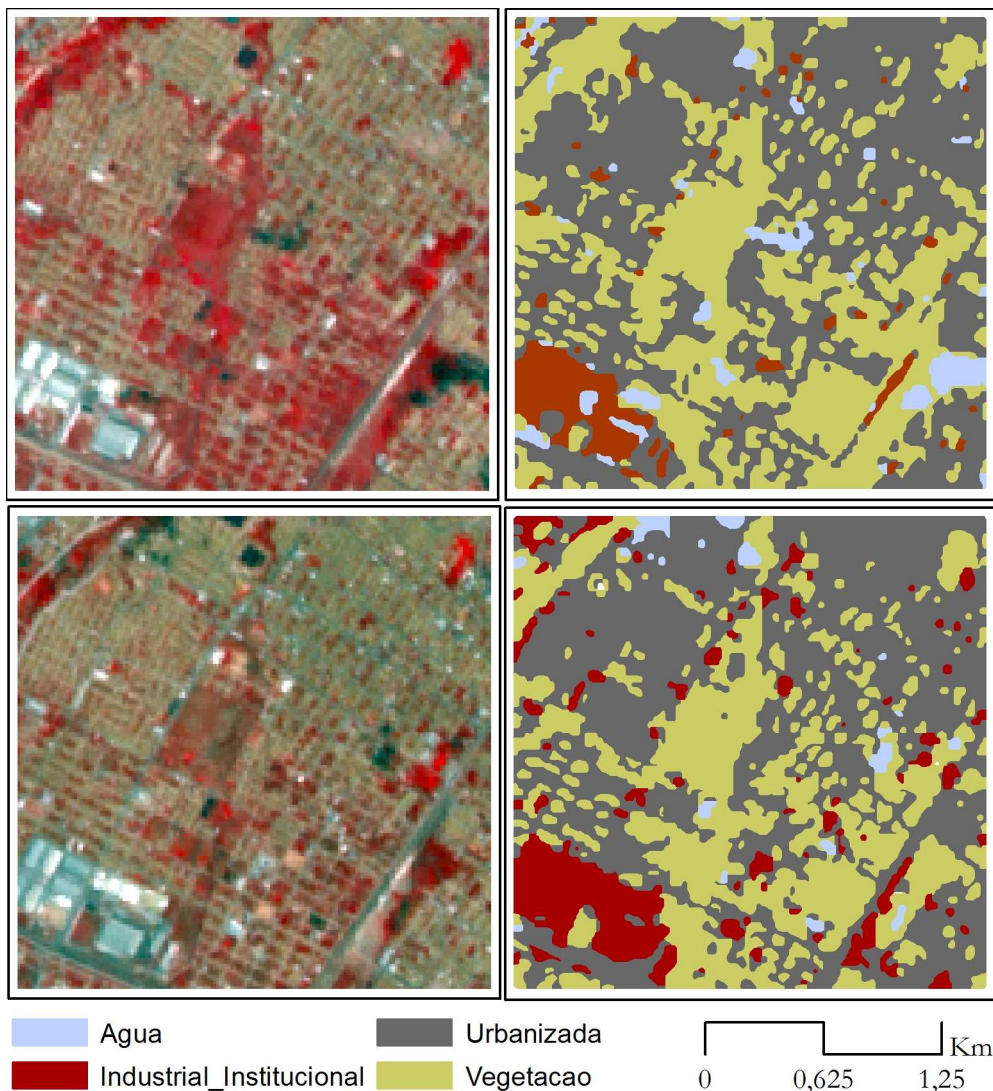 Agua
Urbanizada
Industrial_Institucional
Vegetacao
Km
0 0,625 1,25